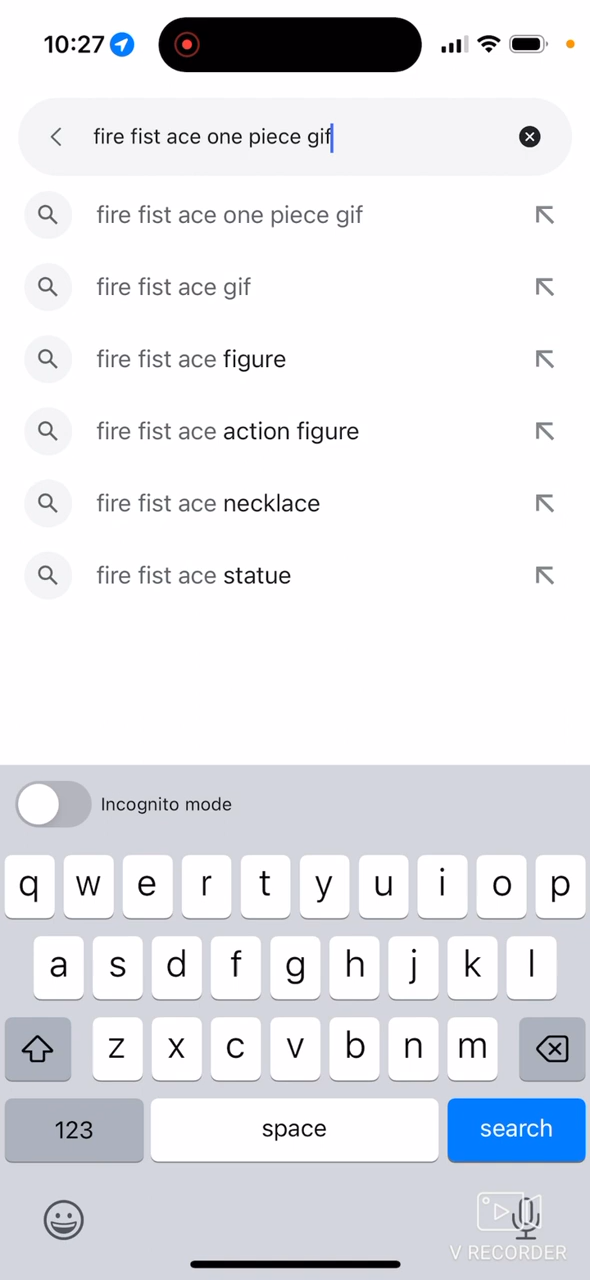 10:27
fire fist ace one piece gif
fire fist ace one piece gif
fire fist ace gif
fire fist ace figure
fire fist ace action figure
fire fist ace necklace
fire fist ace statue
Incognito mode
q w e r t y u i o p
a s d f g h j k l
z x c v b n m
123 space search
V RECORDER